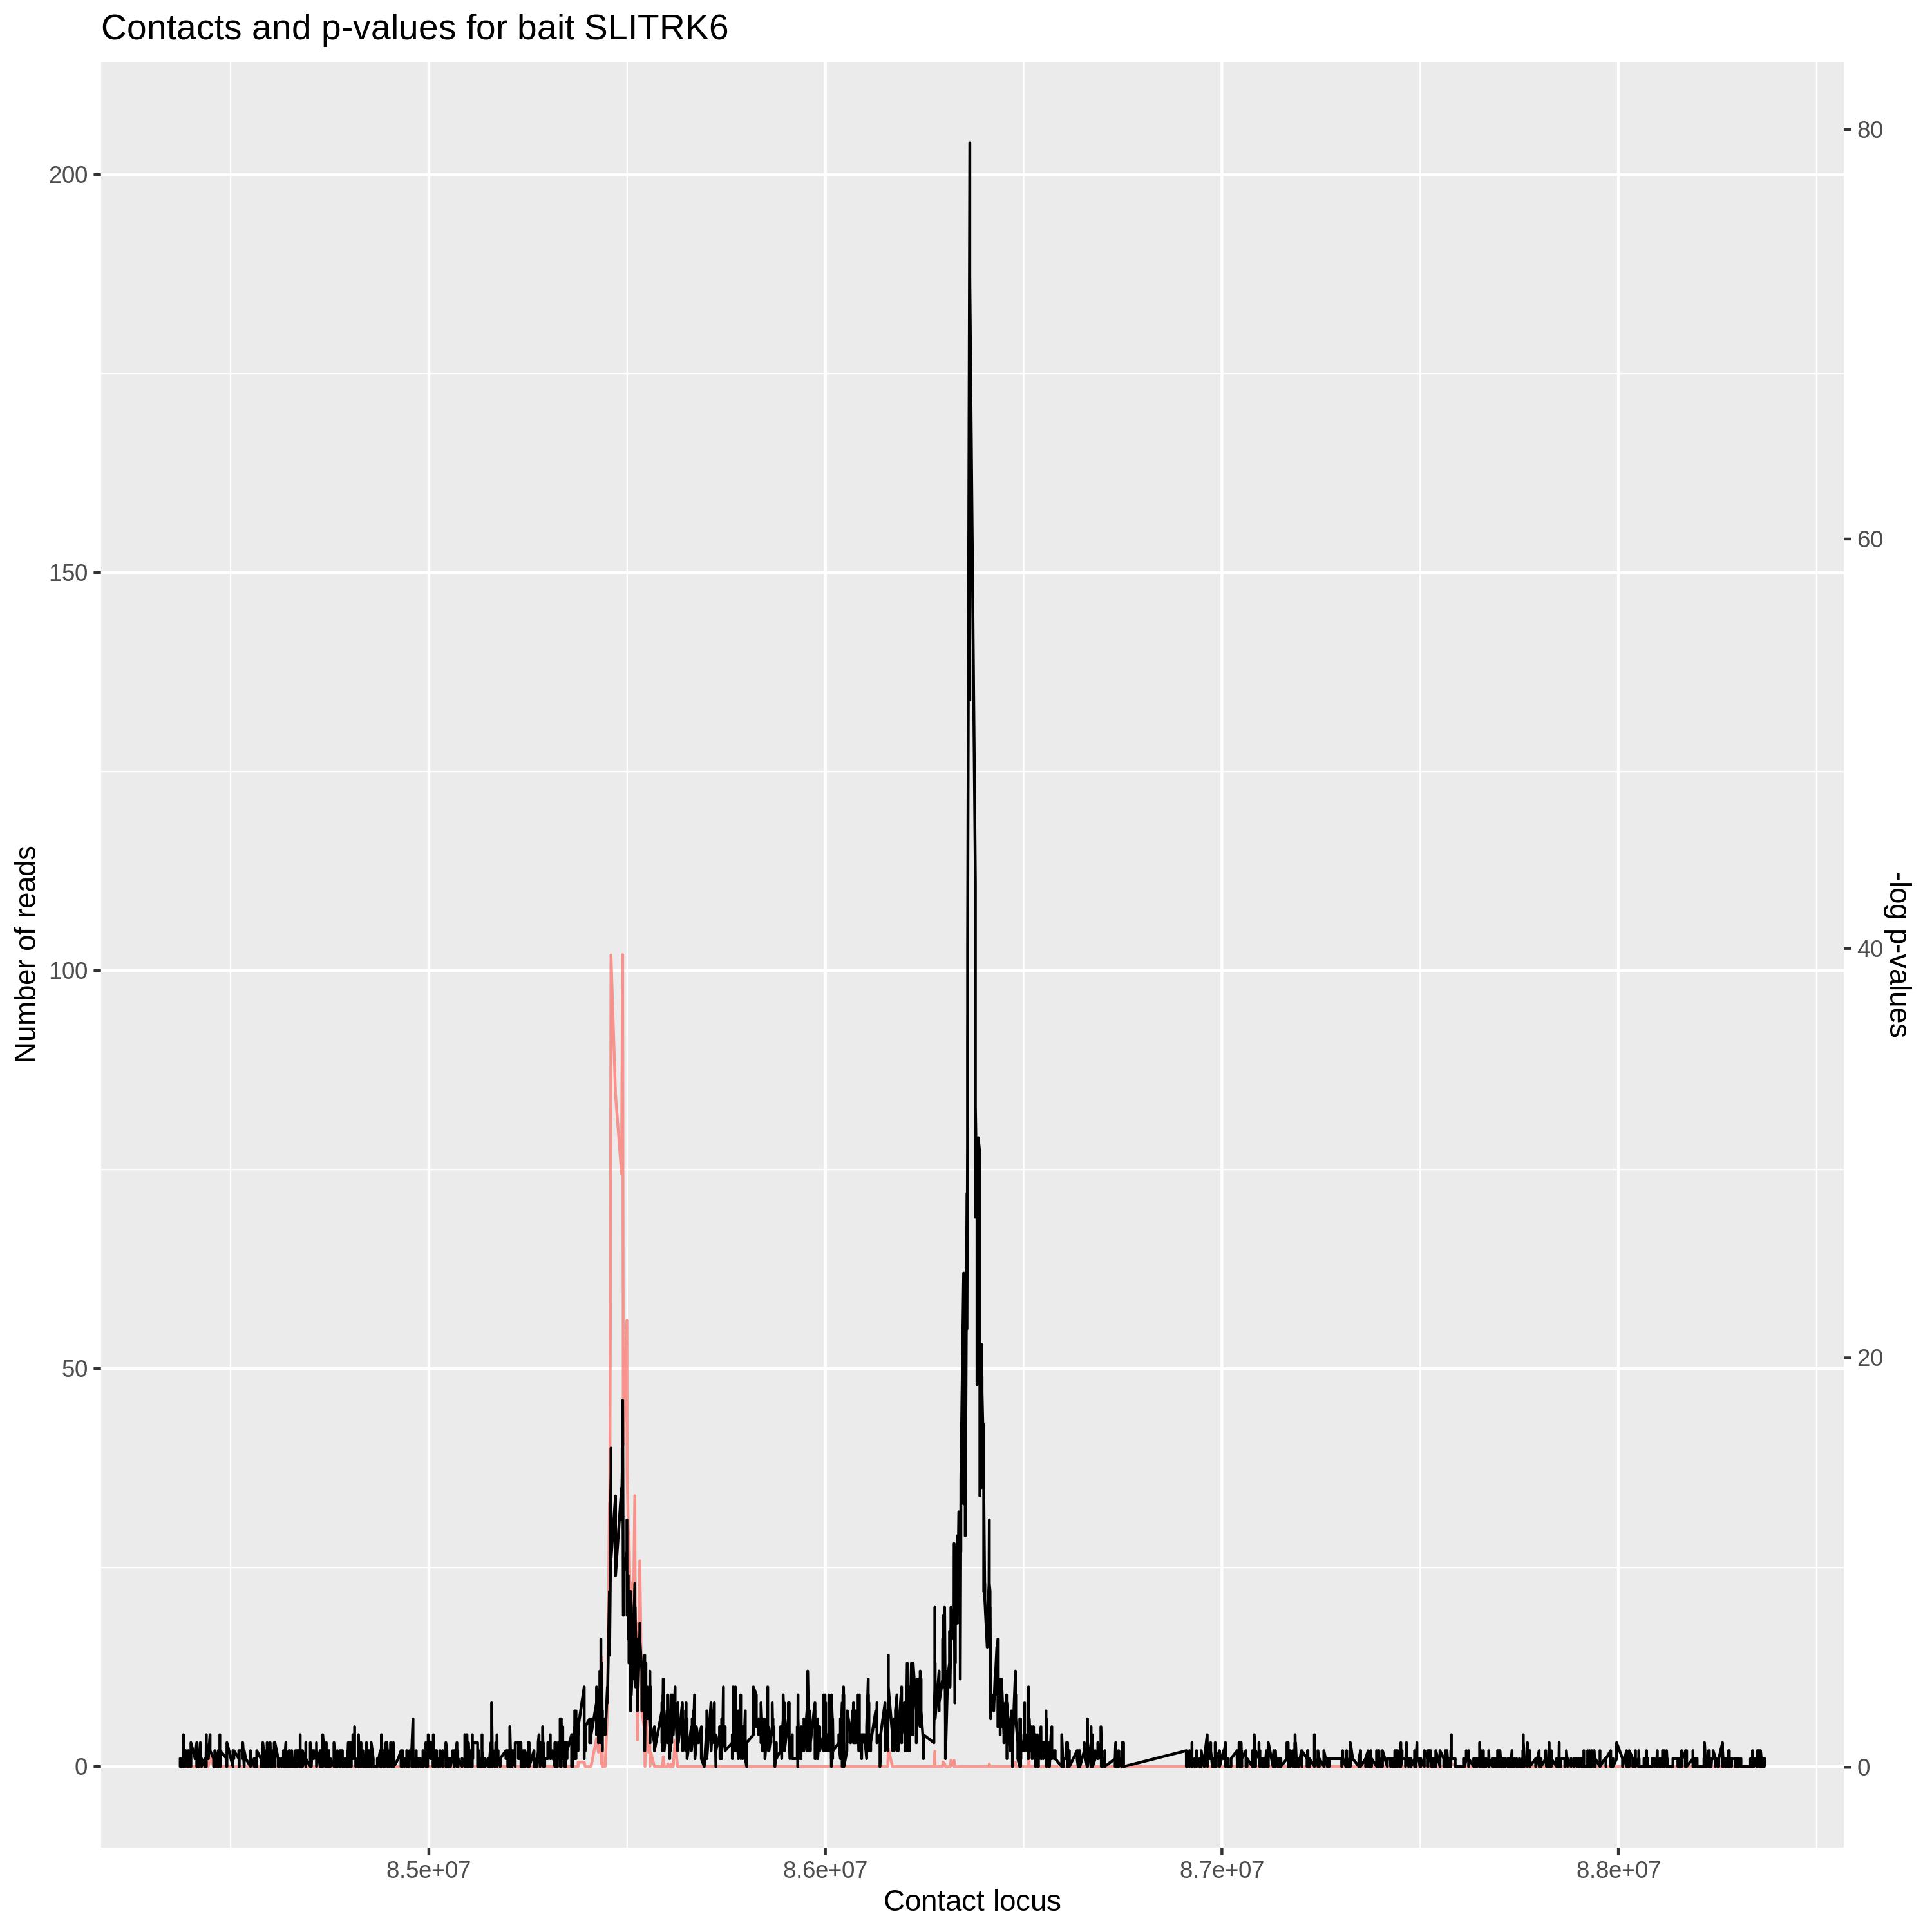 Contacts and p-values for bait SLITRK6
200
150
100
50
0
Number of reads
80
60
40
20
0
-log p-values
8.5e+07
8.6e+07
8.7e+07
8.8e+07
Contact locus